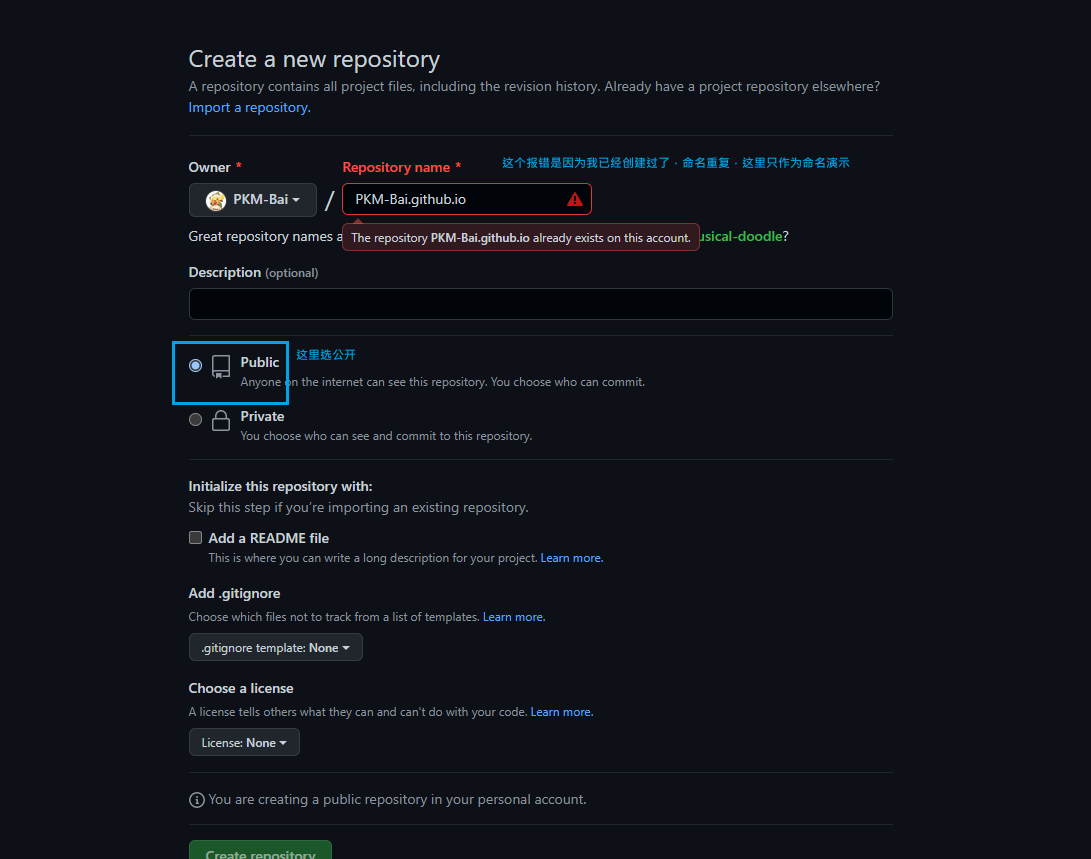 Create a new repository
A repository contains all project files, including the revision history. Already have a project repository elsewhere?
Import a repository.
Owner * Repository name * 这个报错是因为我已经创建过了，命名重复，这里只作为命名演示
PKM-Bai / PKM-Bai.github.io
Great repository names a The repository PKM-Bai.github.io already exists on this account. usical-doodle?
Description (optional)
Public 这里选公开
Anyone on the internet can see this repository. You choose who can commit.
Private
You choose who can see and commit to this repository.
Initialize this repository with:
Skip this step if you're importing an existing repository.
Add a README file
This is where you can write a long description for your project. Learn more.
Add .gitignore
Choose which files not to track from a list of templates. Learn more.
.gitignore template: None
Choose a license
A license tells others what they can and can't do with your code. Learn more.
License: None
You are creating a public repository in your personal account.
Create repository